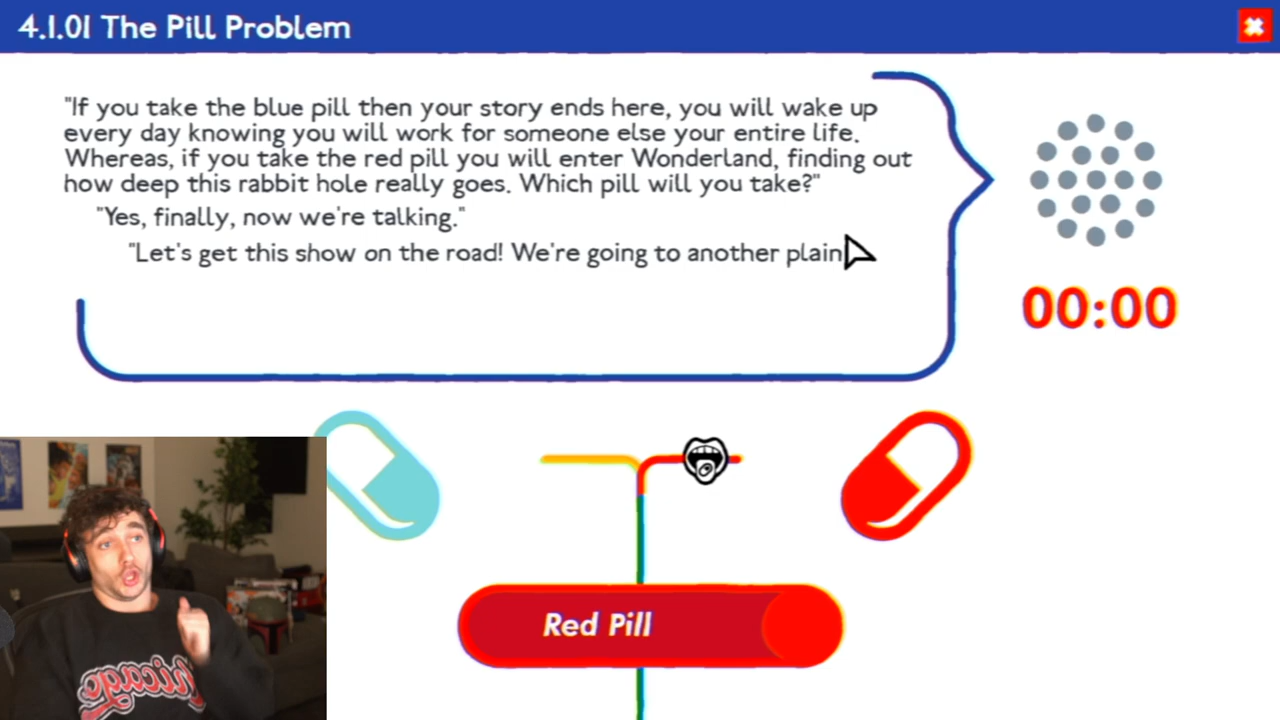 4.1.01 The Pill Problem
"If you take the blue pill then your story ends here, you will wake up
every day knowing you will work for someone else your entire life.
Whereas, if you take the red pill you will enter Wonderland, finding out
how deep this rabbit hole really goes. Which pill will you take?"
"Yes, finally, now we're talking."
"Let's get this show on the road! We're going to another plain
00:00
Red Pill
Chicago